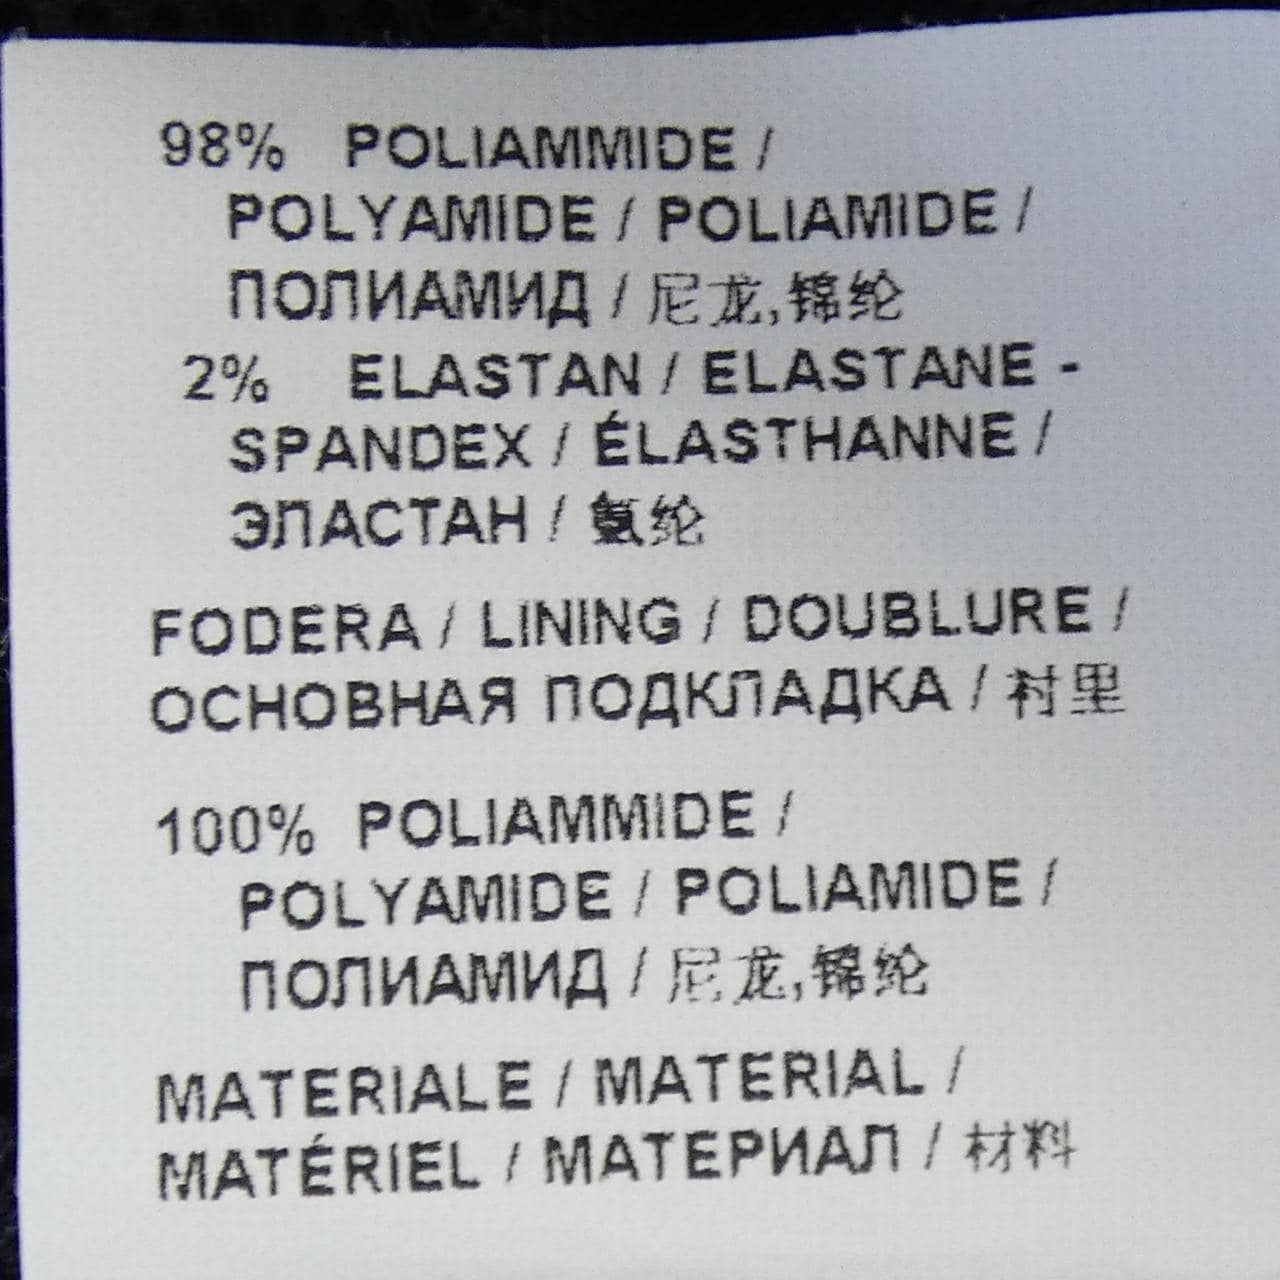 98% POLIAMMIDE /
POLYAMIDE / POLIAMIDE /
ПОЛИАМИД / 尼龙,锦纶
2% ELASTAN / ELASTANE -
SPANDEX / ÉLASTHANNE /
ЭЛАСТАН / 氨纶
FODERA / LINING / DOUBLURE /
ОСНОВНАЯ ПОДКЛАДКА / 衬里
100% POLIAMMIDE /
POLYAMIDE / POLIAMIDE /
ПОЛИАМИД / 尼龙,锦纶
MATERIALE / MATERIAL /
MATÉRIEL / МАТЕРИАЛ / 材料